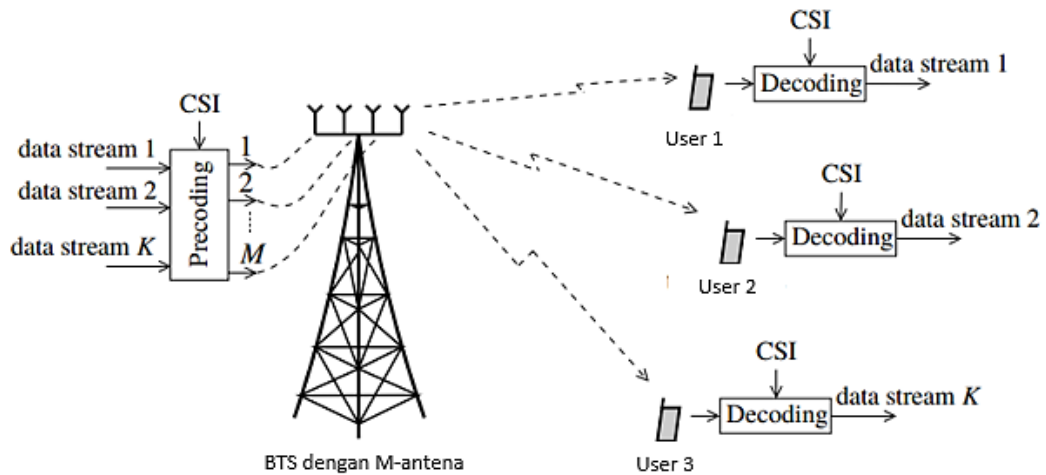 CSI
data stream 1
data stream 2
data stream K
Precoding
1
2
M
BTS dengan M-antena
CSI
Decoding
data stream 1
User 1
CSI
Decoding
data stream 2
User 2
CSI
Decoding
data stream K
User 3